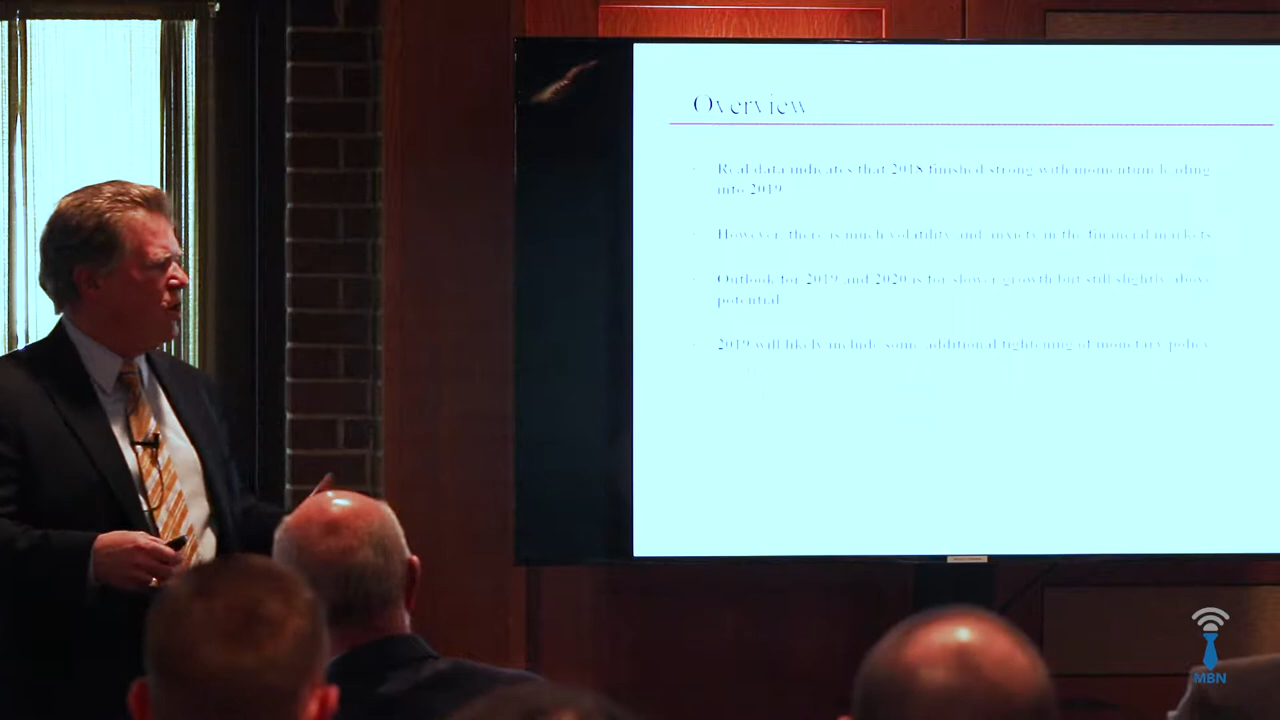 Overview
Real data indicates that 2018 finished strong with momentum leading
into 2019
However, there is much volatility and anxiety in the financial markets
Outlook for 2019 and 2020 is for slower growth but still slightly above
potential
2019 will likely include some additional tightening of monetary policy
MBN